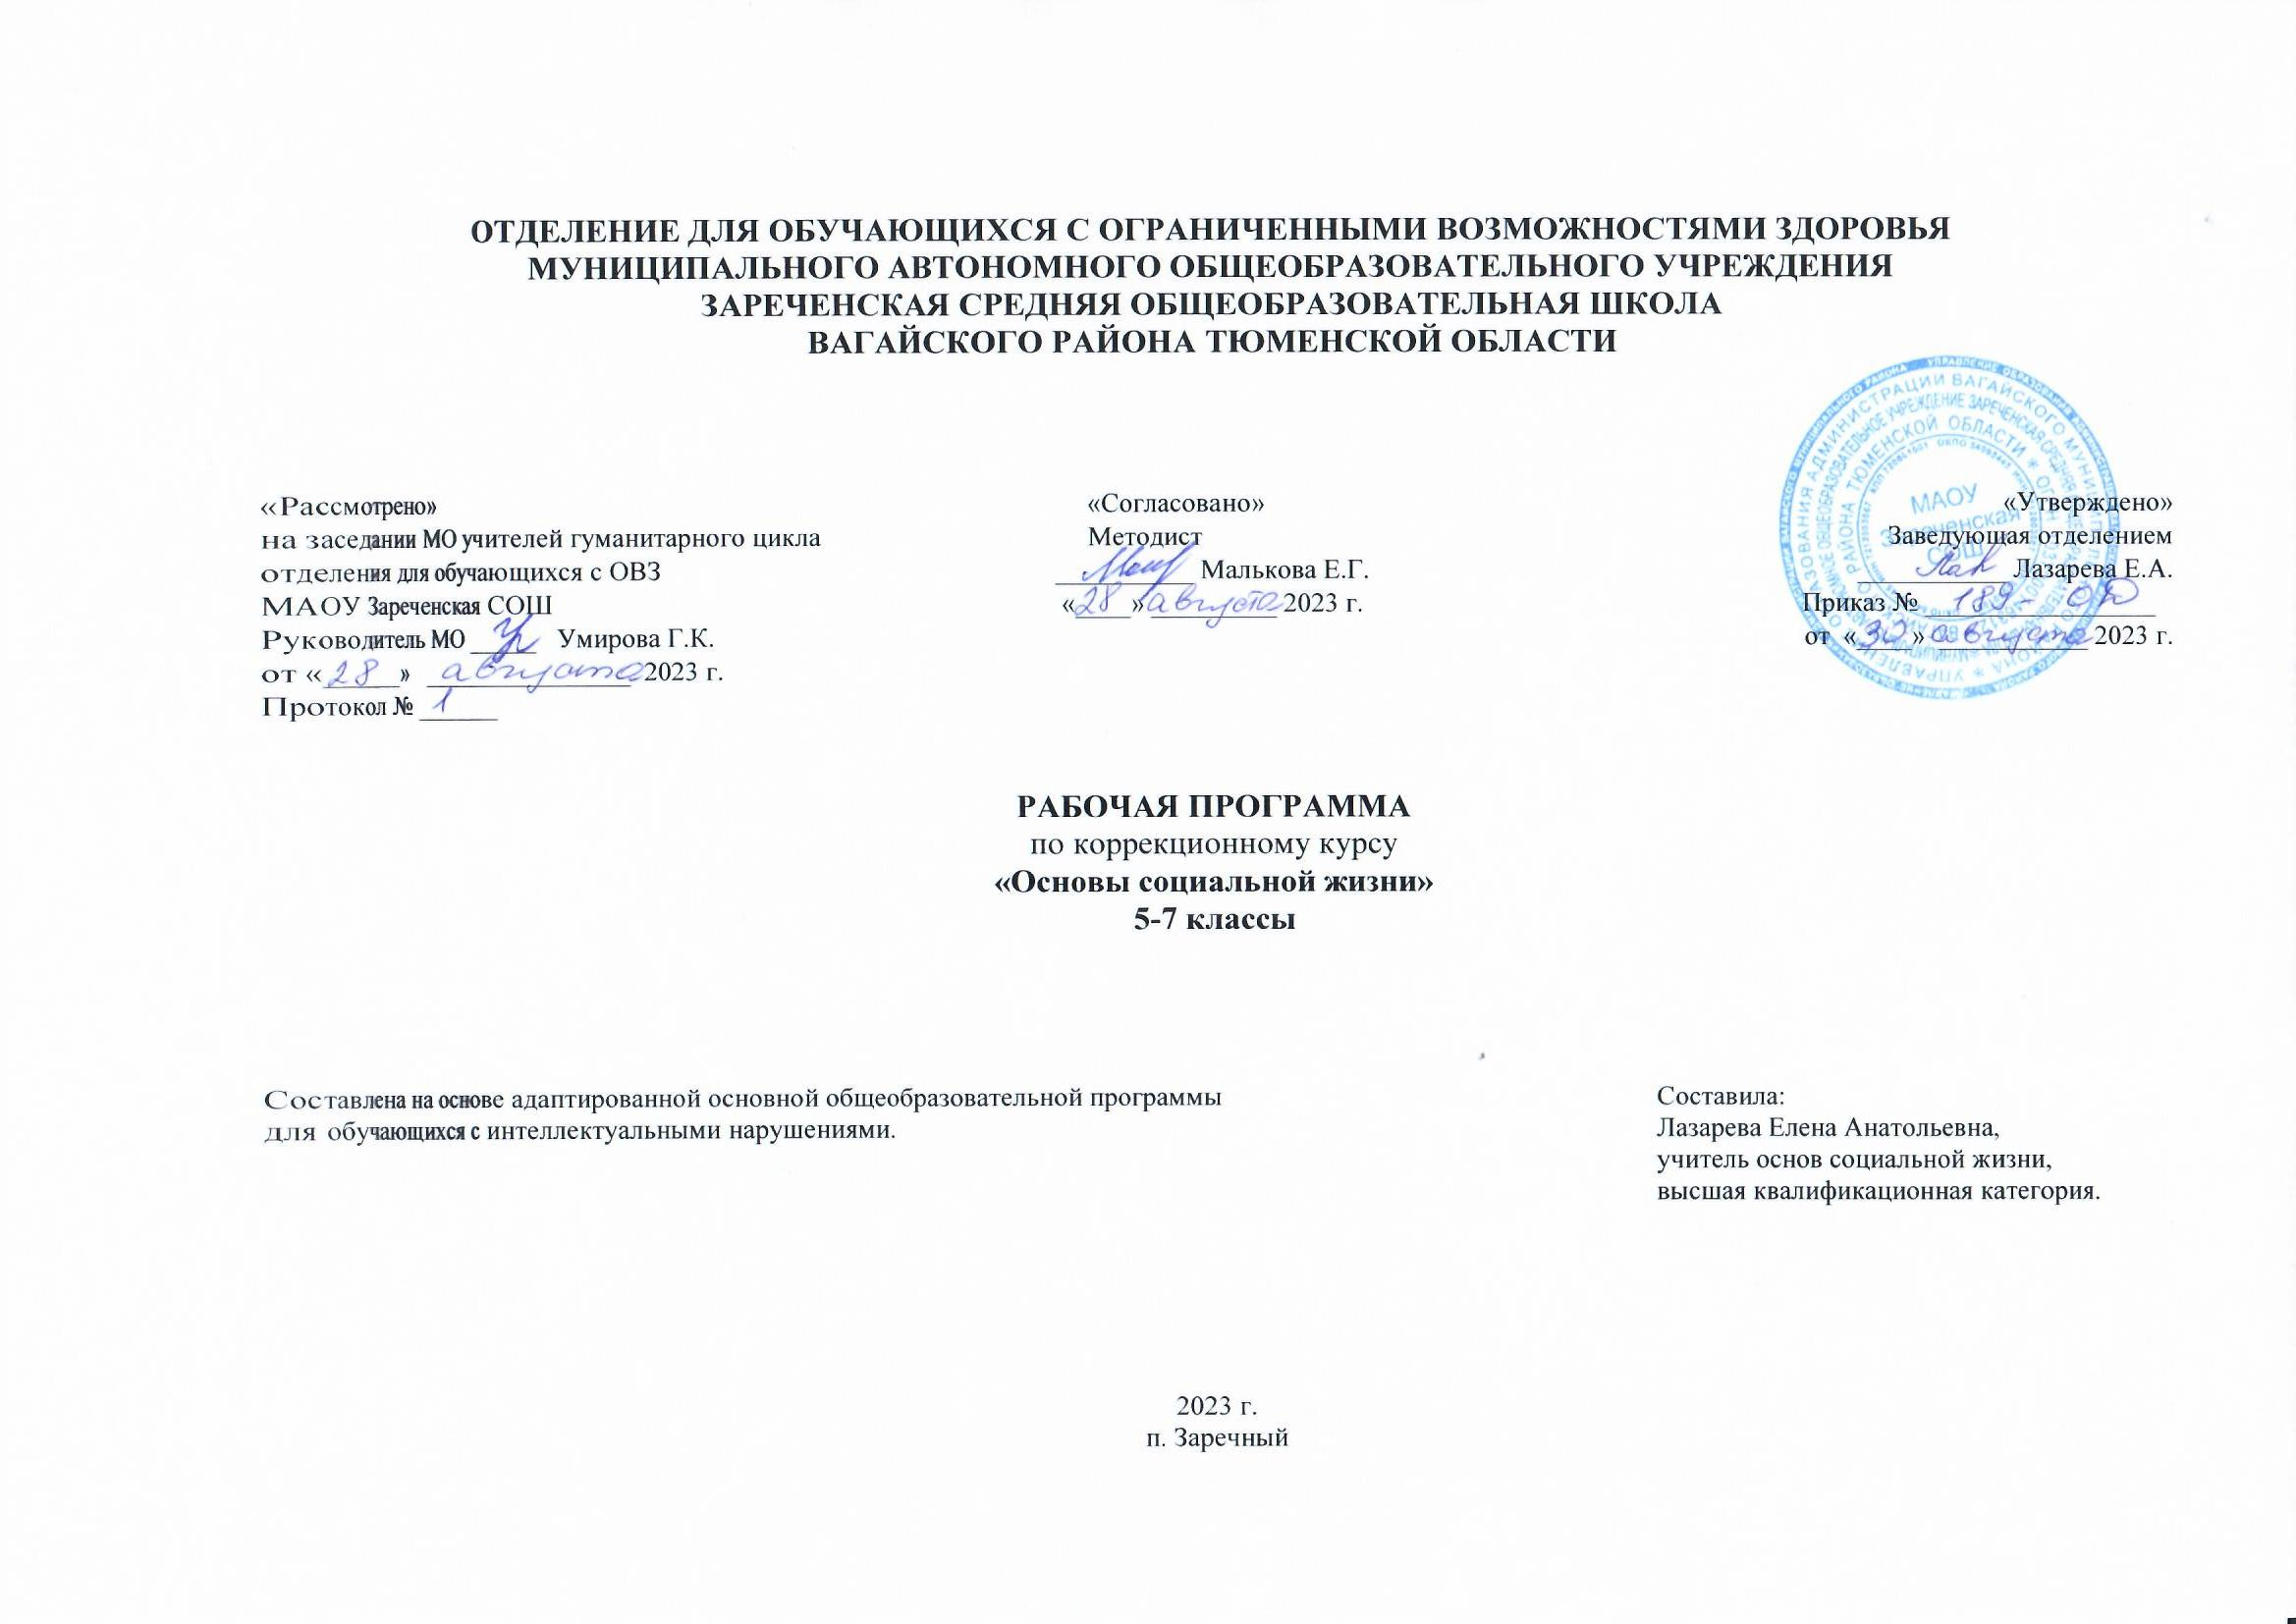 ОТДЕЛЕНИЕ ДЛЯ ОБУЧАЮЩИХСЯ С ОГРАНИЧЕННЫМИ ВОЗМОЖНОСТЯМИ ЗДОРОВЬЯ
МУНИЦИПАЛЬНОГО АВТОНОМНОГО ОБЩЕОБРАЗОВАТЕЛЬНОГО УЧРЕЖДЕНИЯ
ЗАРЕЧЕНСКАЯ СРЕДНЯЯ ОБЩЕОБРАЗОВАТЕЛЬНАЯ ШКОЛА
ВАГАЙСКОГО РАЙОНА ТЮМЕНСКОЙ ОБЛАСТИ
«Рассмотрено»
на заседании МО учителей гуманитарного цикла
отделения для обучающихся с ОВЗ
МАОУ Зареченская СОШ
Руководитель МО ______ Умирова Г.К.
от «28» августа 2023 г.
Протокол № 1
«Согласовано»
Методист
__________ Малькова Е.Г.
«28» августа 2023 г.
«Утверждено»
Заведующая отделением
__________ Лазарева Е.А.
Приказ № 189-ОД
от «30» августа 2023 г.
МАОУ
Зареченская
СОШ
РАБОЧАЯ ПРОГРАММА
по коррекционному курсу
«Основы социальной жизни»
5-7 классы
Составлена на основе адаптированной основной общеобразовательной программы
для обучающихся с интеллектуальными нарушениями.
Составила:
Лазарева Елена Анатольевна,
учитель основ социальной жизни,
высшая квалификационная категория.
2023 г.
п. Заречный